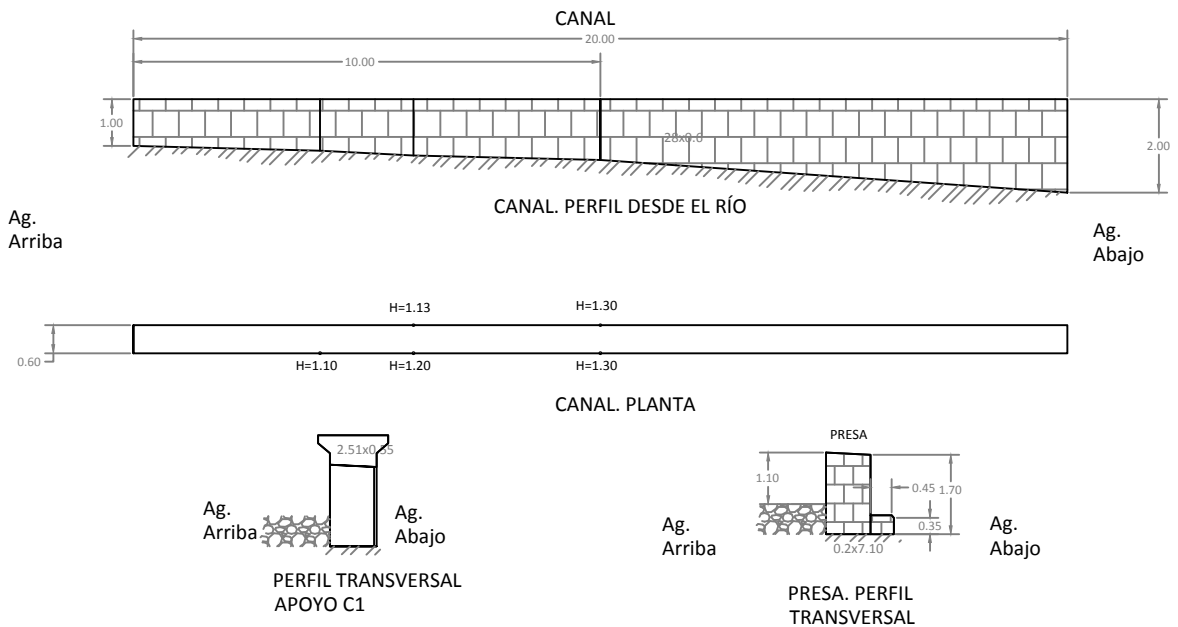 CANAL
20.00
10.00
1.00
28x0.6
2.00
CANAL. PERFIL DESDE EL RÍO
Ag.
Arriba
Ag.
Abajo
H=1.13
H=1.30
0.60
H=1.10
H=1.20
H=1.30
CANAL. PLANTA
2.51x0.55
Ag.
Arriba
Ag.
Abajo
PERFIL TRANSVERSAL
APOYO C1
PRESA
1.10
0.45
1.70
0.35
Ag.
Arriba
Ag.
Abajo
0.2x7.10
PRESA. PERFIL
TRANSVERSAL